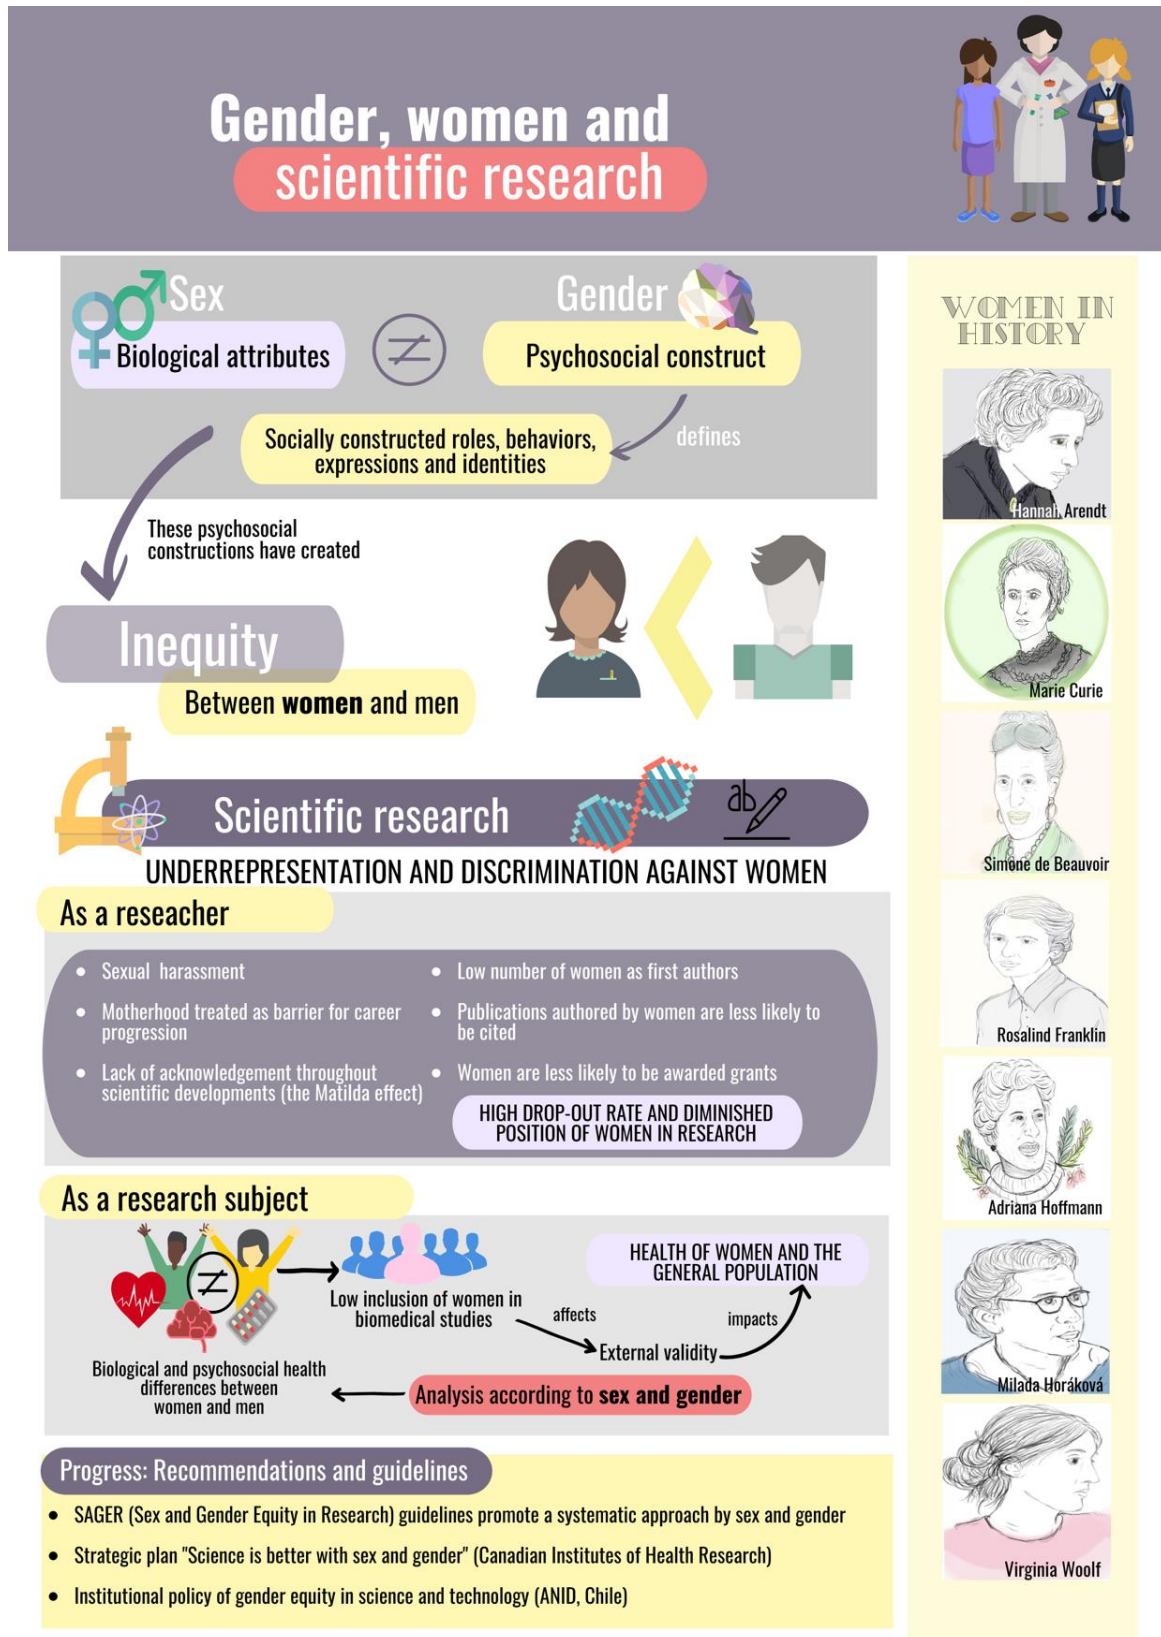 Gender, women and
scientific research
Sex
Gender
Biological attributes
≠
Psychosocial construct
defines
Socially constructed roles, behaviors,
expressions and identities
These psychosocial
constructions have created
Inequity
Between women and men
Scientific research
ab
UNDERREPRESENTATION AND DISCRIMINATION AGAINST WOMEN
As a reseacher
• Sexual harassment
• Motherhood treated as barrier for career
progression
• Lack of acknowledgement throughout
scientific developments (the Matilda effect)
• Low number of women as first authors
• Publications authored by women are less likely to
be cited
• Women are less likely to be awarded grants
HIGH DROP-OUT RATE AND DIMINISHED
POSITION OF WOMEN IN RESEARCH
As a research subject
≠
Low inclusion of women in
biomedical studies
affects
External validity
impacts
HEALTH OF WOMEN AND THE
GENERAL POPULATION
Analysis according to sex and gender
Biological and psychosocial health
differences between
women and men
Progress: Recommendations and guidelines
• SAGER (Sex and Gender Equity in Research) guidelines promote a systematic approach by sex and gender
• Strategic plan "Science is better with sex and gender" (Canadian Institutes of Health Research)
• Institutional policy of gender equity in science and technology (ANID, Chile)
WOMEN IN
HISTORY
Hannah Arendt
Marie Curie
Simone de Beauvoir
Rosalind Franklin
Adriana Hoffmann
Milada Horáková
Virginia Woolf